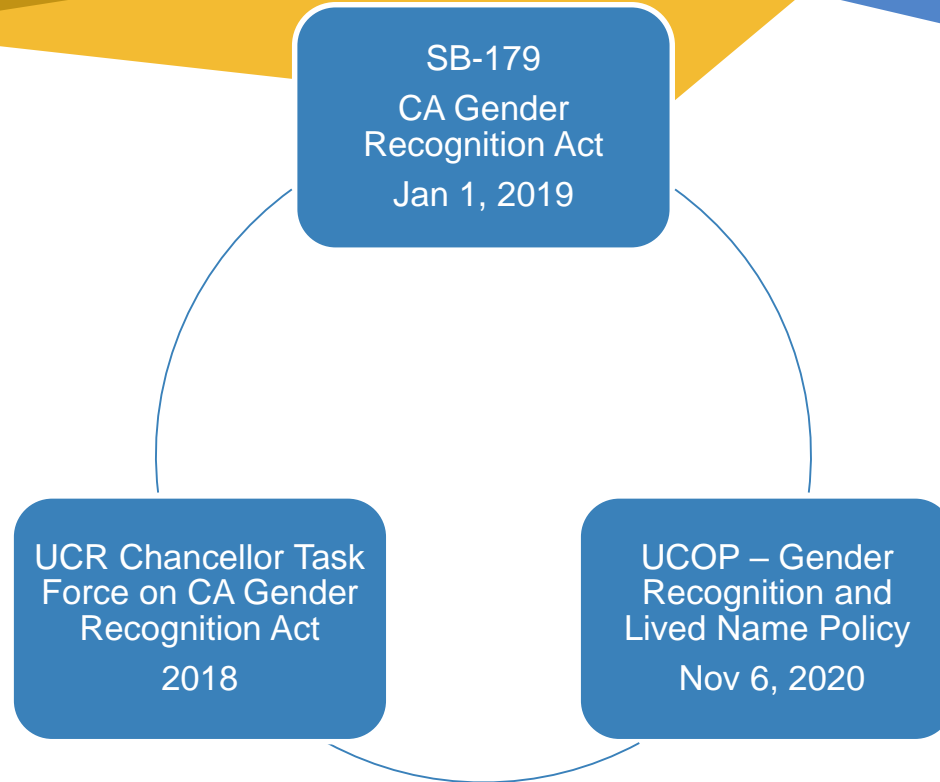 SB-179
CA Gender
Recognition Act
Jan 1, 2019
UCR Chancellor Task
Force on CA Gender
Recognition Act
2018
UCOP – Gender
Recognition and
Lived Name Policy
Nov 6, 2020